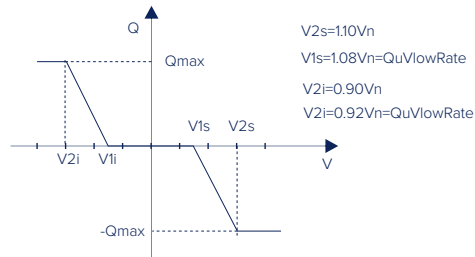 Q
V2s=1.10Vn
V1s=1.08Vn=QuVlowRate
Qmax
V2i=0.90Vn
V2i=0.92Vn=QuVlowRate
V1s V2s
V2i V1i
V
-Qmax